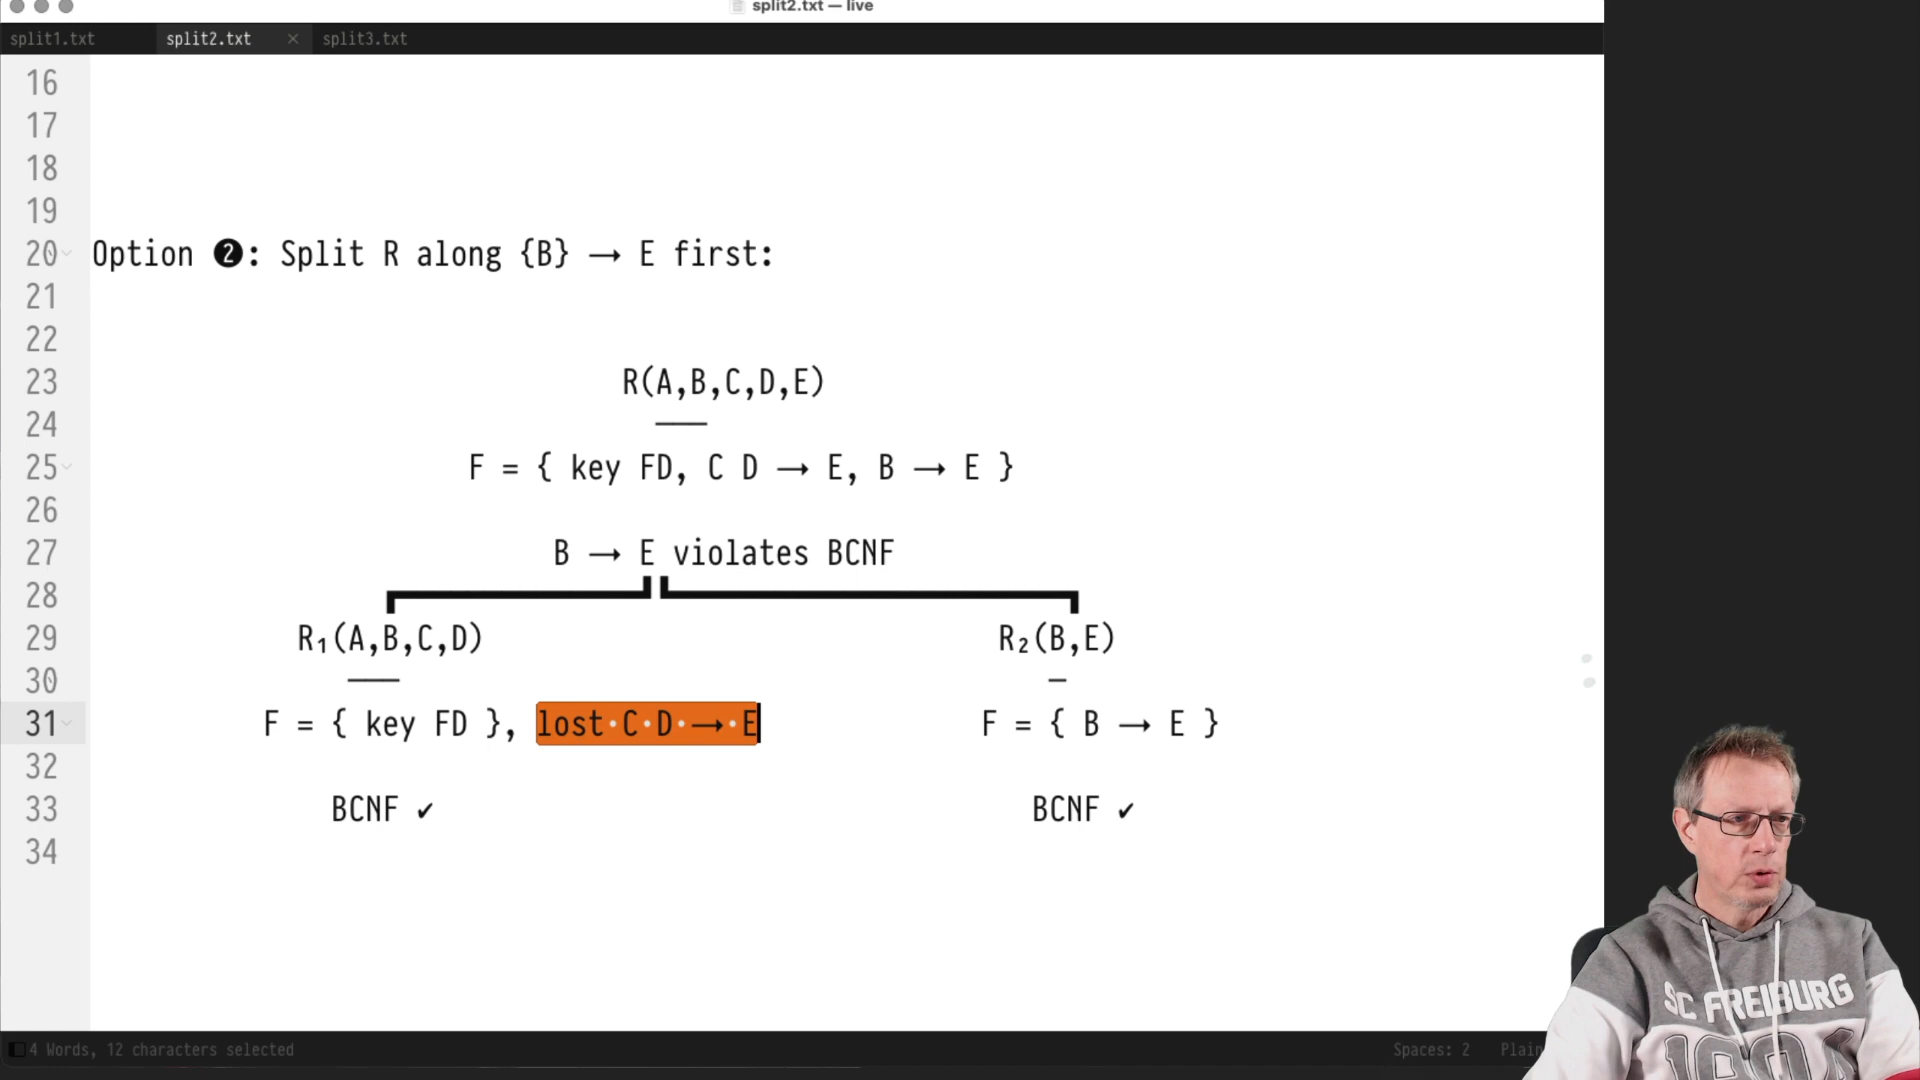 split2.txt — live
split1.txt split2.txt × split3.txt
16
17
18
19
20 Option ❷: Split R along {B} → E first:
21
22
23 R(A,B,C,D,E)
24
25 F = { key FD, C D → E, B → E }
26
27 B → E violates BCNF
28
29 R₁(A,B,C,D) R₂(B,E)
30
31 F = { key FD }, lost·C·D·→·E F = { B → E }
32
33 BCNF ✔ BCNF ✔
34
SC FREIBURG
4 Words, 12 characters selected Spaces: 2 Plain